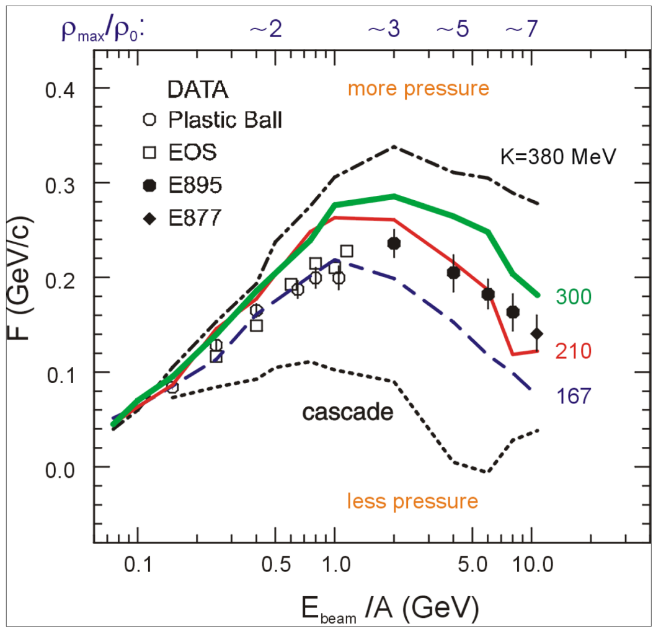 ρmax/ρ0: ~2 ~3 ~5 ~7
0.4
0.3
0.2
0.1
0.0
F (GeV/c)
DATA
Plastic Ball
EOS
E895
E877
more pressure
K=380 MeV
300
210
167
cascade
less pressure
0.1 0.5 1.0 5.0 10.0
Ebeam /A (GeV)